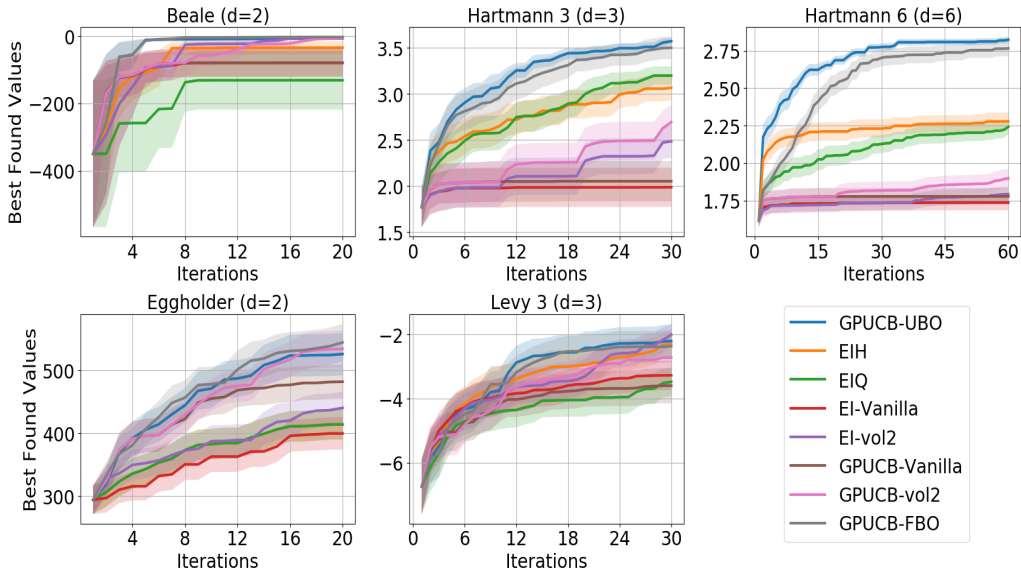 Beale (d=2)
Hartmann 3 (d=3)
Hartmann 6 (d=6)
Best Found Values
0
−200
−400
4 8 12 16 20
Iterations
3.5
3.0
2.5
2.0
1.5
0 6 12 18 24 30
Iterations
2.75
2.50
2.25
2.00
1.75
0 15 30 45 60
Iterations
Eggholder (d=2)
Levy 3 (d=3)
Best Found Values
500
400
300
4 8 12 16 20
Iterations
−2
−4
−6
0 6 12 18 24 30
Iterations
GPUCB-UBO
EIH
EIQ
EI-Vanilla
EI-vol2
GPUCB-Vanilla
GPUCB-vol2
GPUCB-FBO